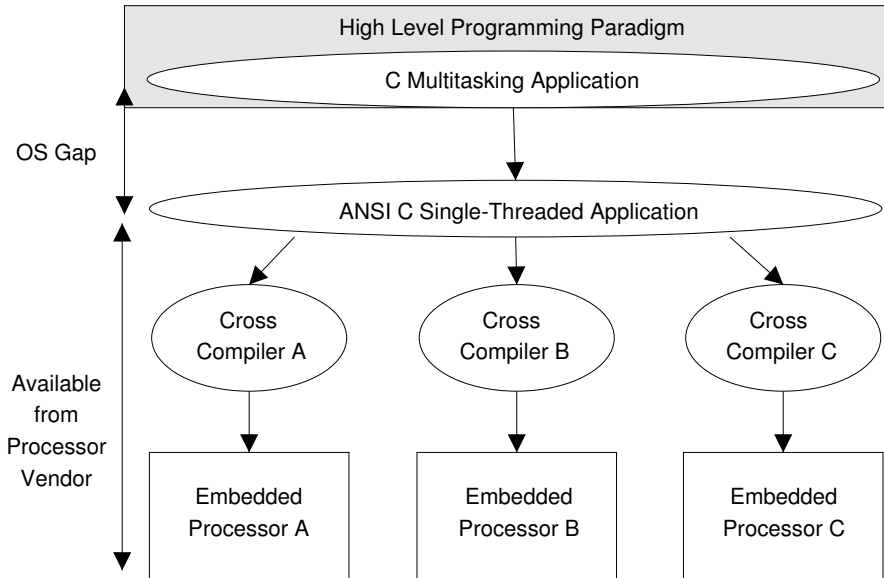 High Level Programming Paradigm
C Multitasking Application
OS Gap
ANSI C Single-Threaded Application
Cross
Compiler A
Cross
Compiler B
Cross
Compiler C
Available
from
Processor
Vendor
Embedded
Processor A
Embedded
Processor B
Embedded
Processor C